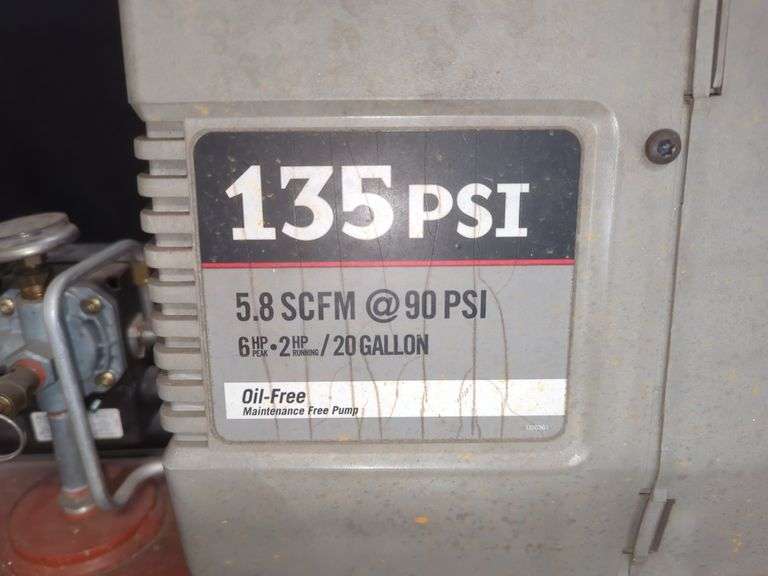 135 PSI
5.8 SCFM @ 90 PSI
6 HP PEAK • 2 HP RUNNING / 20 GALLON
Oil-Free
Maintenance Free Pump